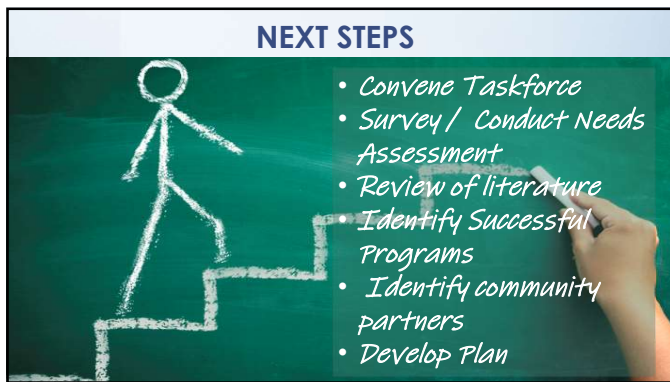 NEXT STEPS
• Convene Taskforce
• Survey / Conduct Needs
Assessment
• Review of literature
• Identify Successful
Programs
• Identify community
partners
• Develop Plan